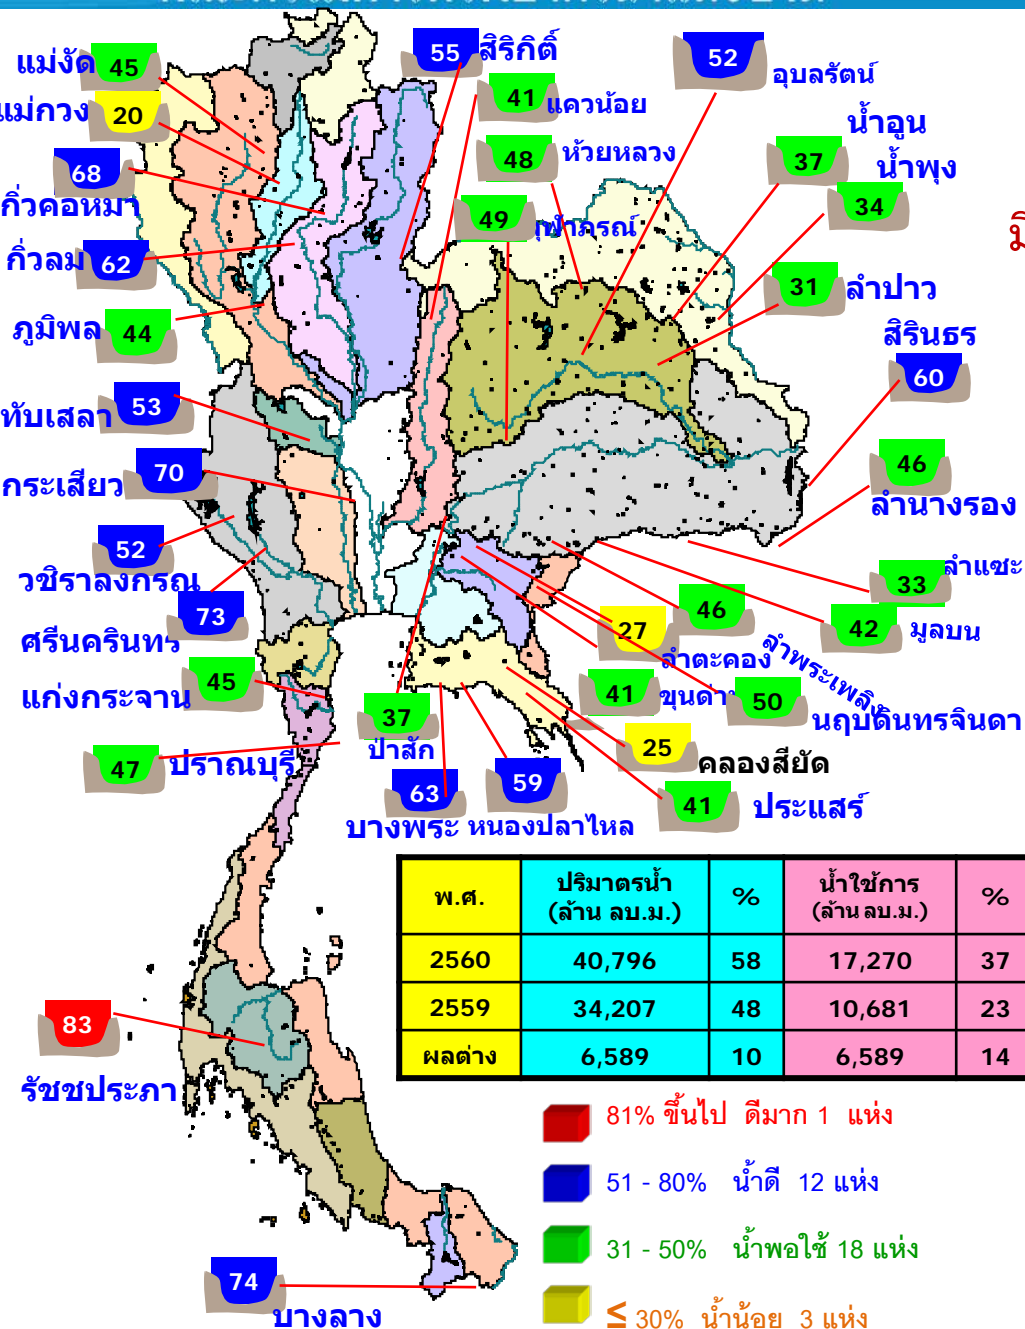 55 สิริกิติ์
52 อุบลรัตน์
แม่งัด 45
41 แควน้อย
แม่กวง 20
น้ำอูน
37
48 ห้วยหลวง
น้ำพุง
34
68
กิ่วคอหมา
49 จุฬาภรณ์
มิ
กิ่วลม 62
31 ลำปาว
ภูมิพล 44
สิรินธร
60
ทับเสลา 53
46
ลำนางรอง
กระเสียว 70
52
วชิราลงกรณ
33 ลำแชะ
73
ศรีนครินทร์
27
ลำตะคอง
46
42 มูลบน
ลำพระเพลิง
แก่งกระจาน 45
41
ขุนด่าน
50
นฤบดินทรจินดา
37
ป่าสัก
47 ปราณบุรี
25
คลองสียัด
63
บางพระ
59
หนองปลาไหล
41 ประแสร์
พ.ศ. ปริมาตรน้ำ (ล้าน ลบ.ม.) % น้ำใช้การ (ล้าน ลบ.ม.) %
2560 40,796 58 17,270 37
2559 34,207 48 10,681 23
ผลต่าง 6,589 10 6,589 14
83
รัชชประภา
81% ขึ้นไป ดีมาก 1 แห่ง
51 - 80% น้ำดี 12 แห่ง
31 - 50% น้ำพอใช้ 18 แห่ง
≤ 30% น้ำน้อย 3 แห่ง
74
บางลาง